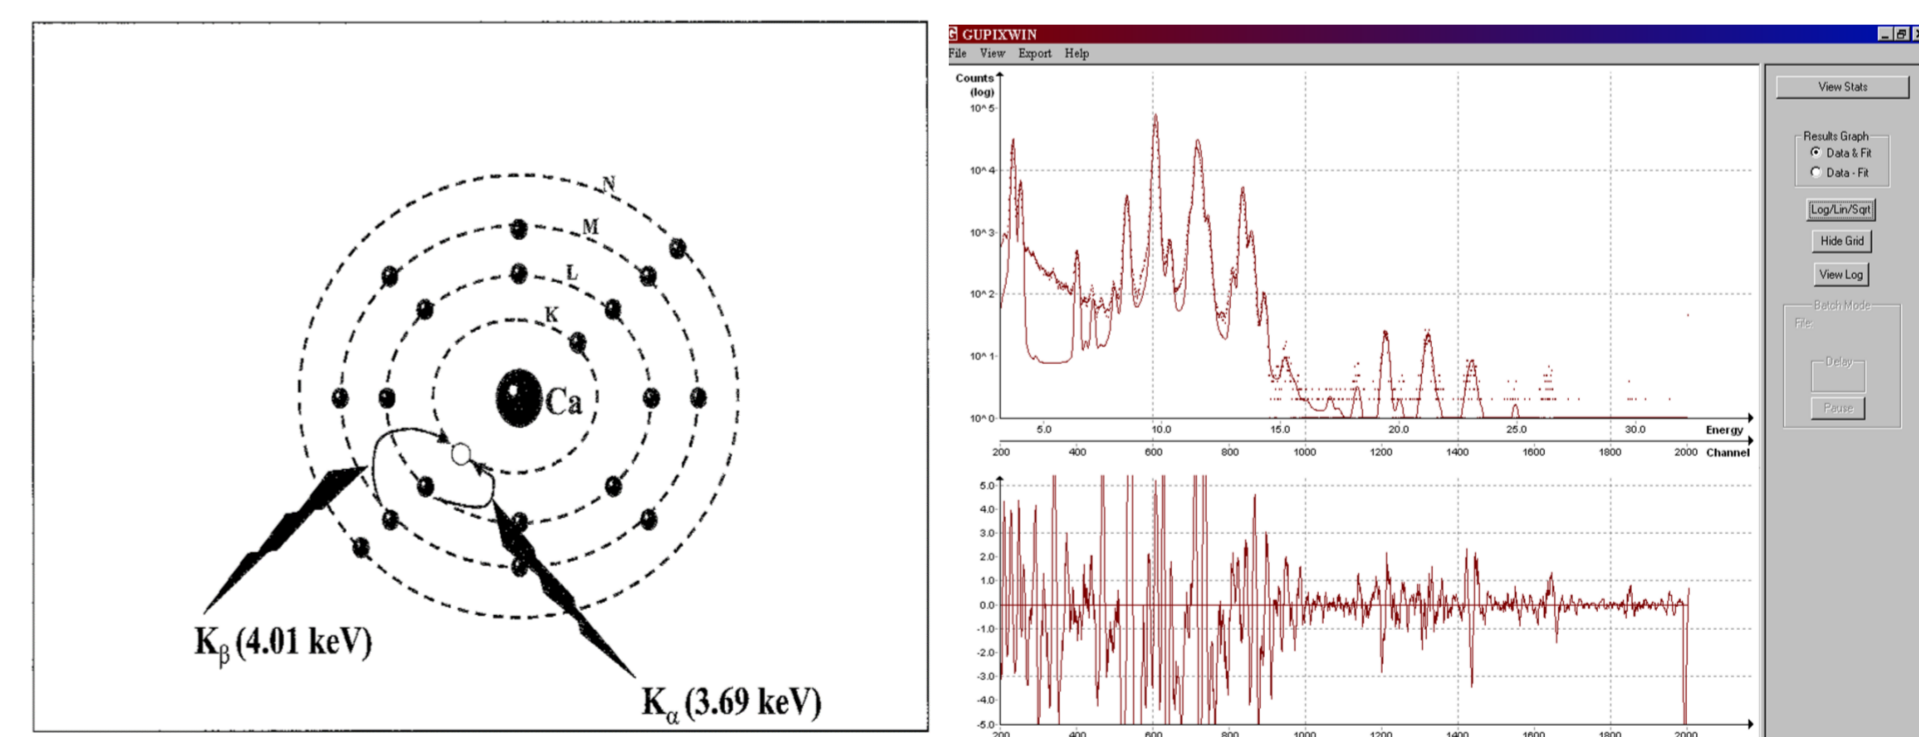 N
M
L
K
Ca
Kβ (4.01 keV)
Kα (3.69 keV)
GUPIXWIN
File View Export Help
Counts
(log)
10^5
10^4
10^3
10^2
10^1
10^0
5.0 10.0 15.0 20.0 25.0 30.0 Energy
200 400 600 800 1000 1200 1400 1600 1800 2000 Channel
5.0
4.0
3.0
2.0
1.0
0.0
-1.0
-2.0
-3.0
-4.0
-5.0
200 400 600 800 1000 1200 1400 1600 1800 2000
View Stats
Results Graph
Data & Fit
Data - Fit
Log/Lin/Sqrt
Hide Grid
View Log
Batch Mode
File:
Delay
Pause